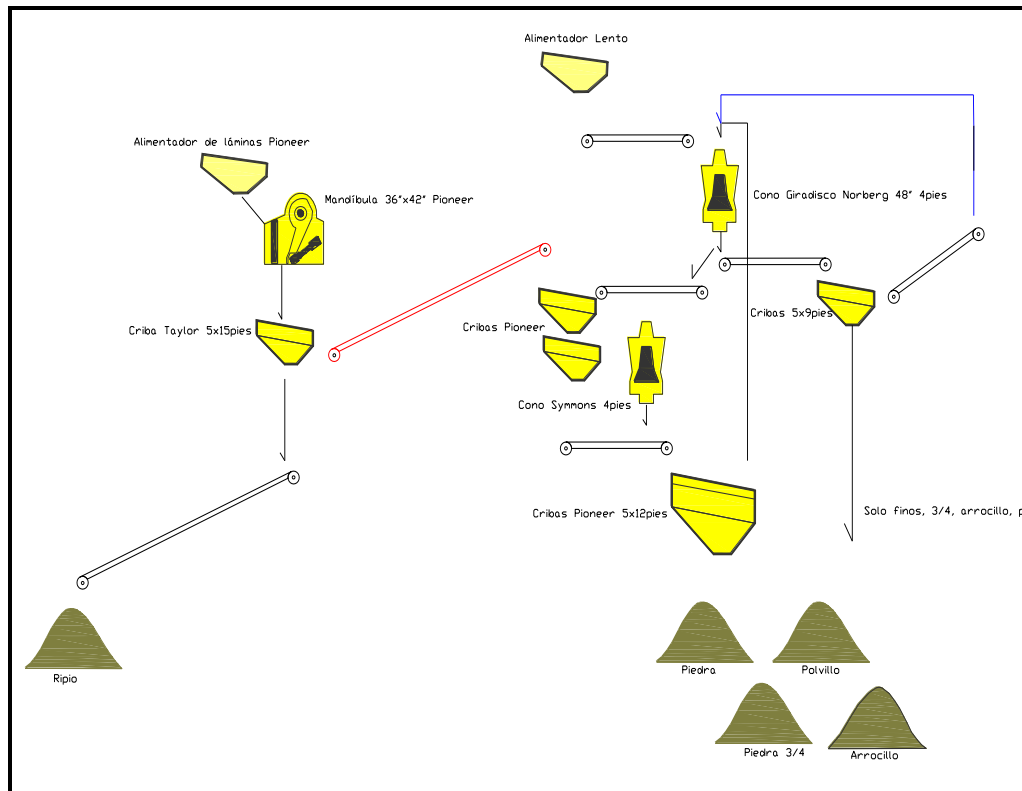 Alimentador Lento
Alimentador de láminas Pioneer
Mandíbula 36"x42" Pioneer
Cono Giradisco Norberg 48" 4pies
Criba Taylor 5x15pies
Cribas Pioneer
Cribas 5x9pies
Cono Symmons 4pies
Cribas Pioneer 5x12pies
Solo finos, 3/4, arrocillo, p
Ripio
Piedra
Polvillo
Piedra 3/4
Arrocillo